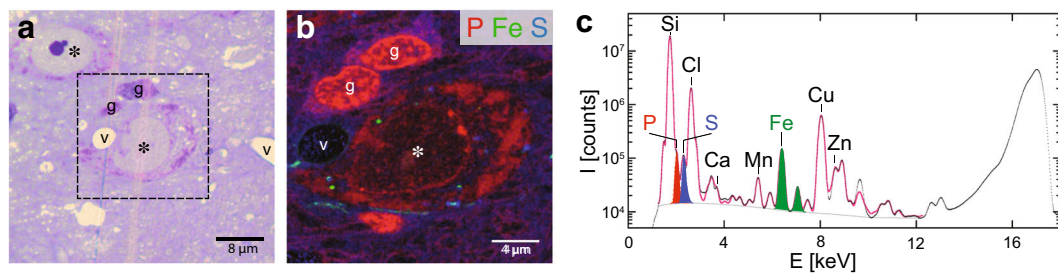 a
*
g
g
v
*
v
8 µm
b
P Fe S
g
g
v
*
4 µm
c
I [counts]
10⁷
10⁶
10⁵
10⁴
Si
Cl
P
S
Ca
Mn
Fe
Cu
Zn
0 4 8 12 16
E [keV]